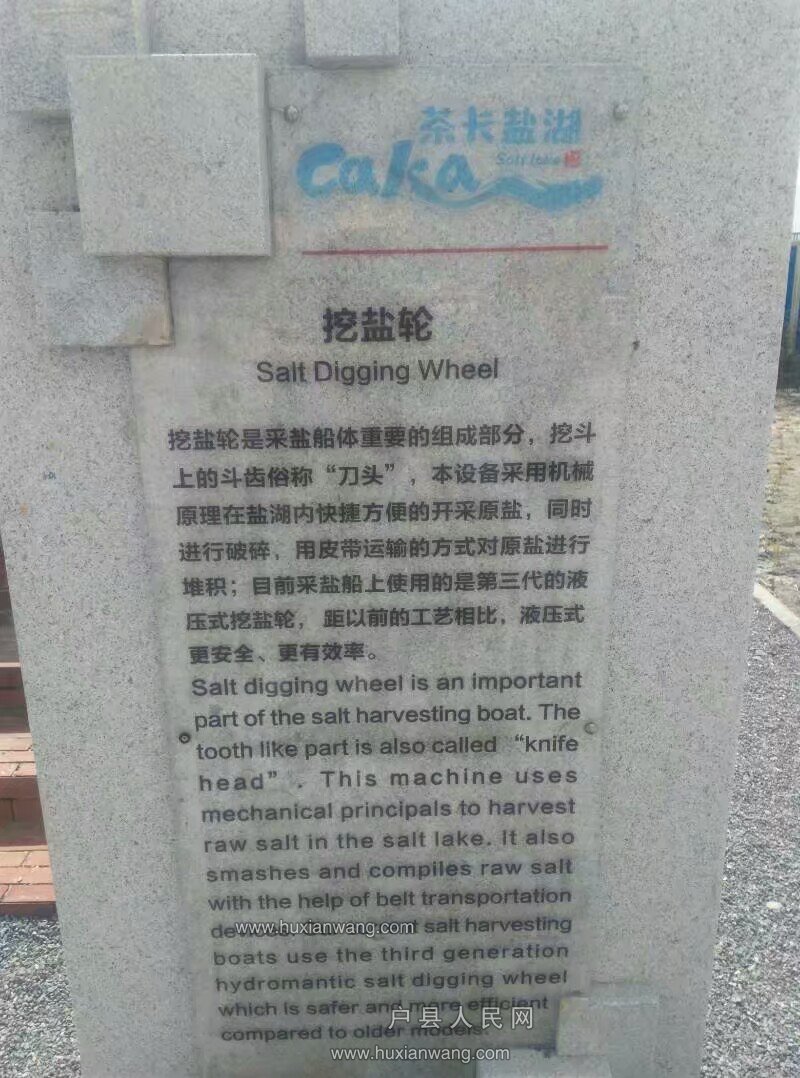 茶卡盐湖
Caka
Salt lake
挖盐轮
Salt Digging Wheel
挖盐轮是采盐船体重要的组成部分，挖斗
上的斗齿俗称“刀头”，本设备采用机械
原理在盐湖内快捷方便的开采原盐，同时
进行破碎，用皮带运输的方式对原盐进行
堆积；目前采盐船上使用的是第三代的液
压式挖盐轮，距以前的工艺相比，液压式
更安全、更有效率。
Salt digging wheel is an important
part of the salt harvesting boat. The
tooth like part is also called “knife
head”. This machine uses
mechanical principals to harvest
raw salt in the salt lake. It also
smashes and compiles raw salt
with the help of belt transportation
www.huxianwang.com
salt harvesting
boats use the third generation
hydromantic salt digging wheel
which is safer and more efficient
户县人民网
compared to older models.
www.huxianwang.com